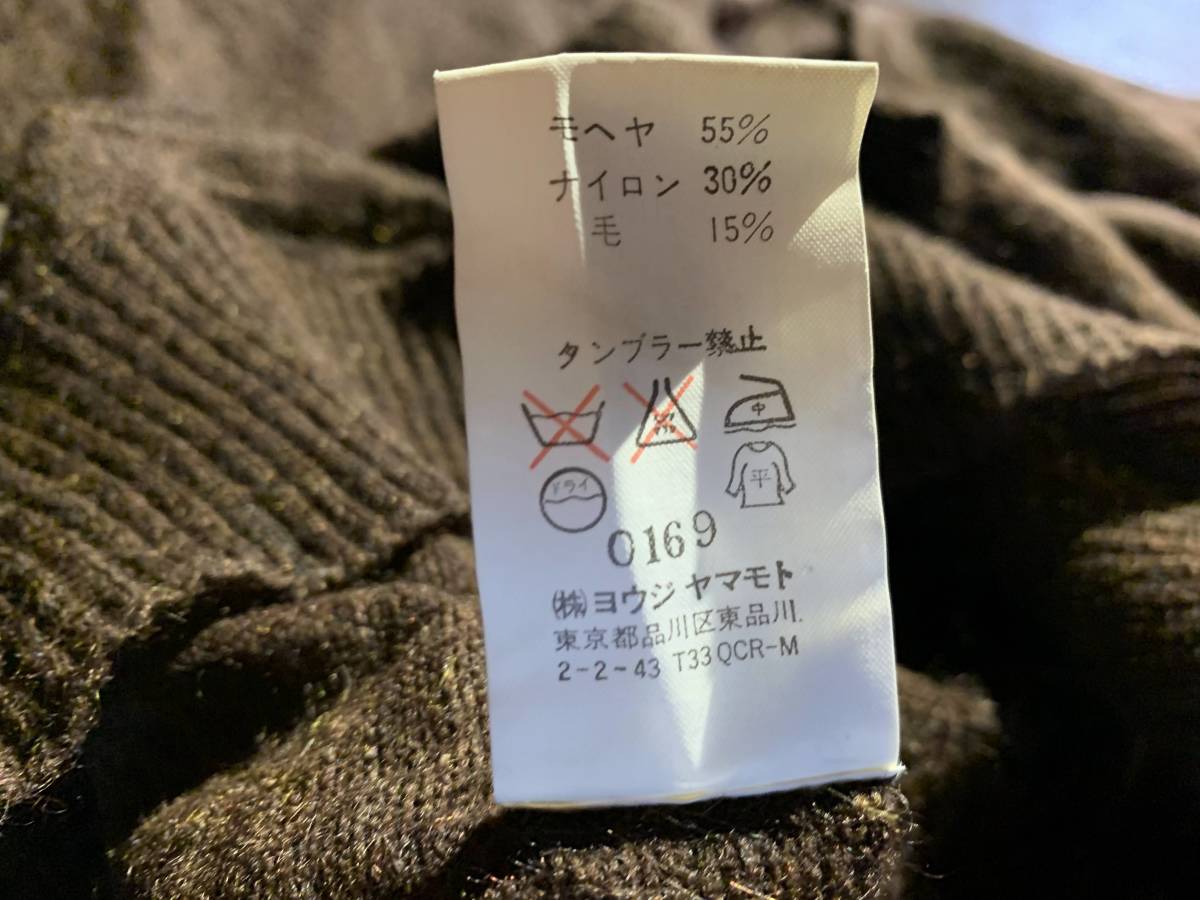 モヘヤ 55%
ナイロン 30%
毛 15%
タンブラー禁止
中
ドライ
平
0169
㈱ヨウジヤマモト
東京都品川区東品川.
2-2-43 T33QCR-M